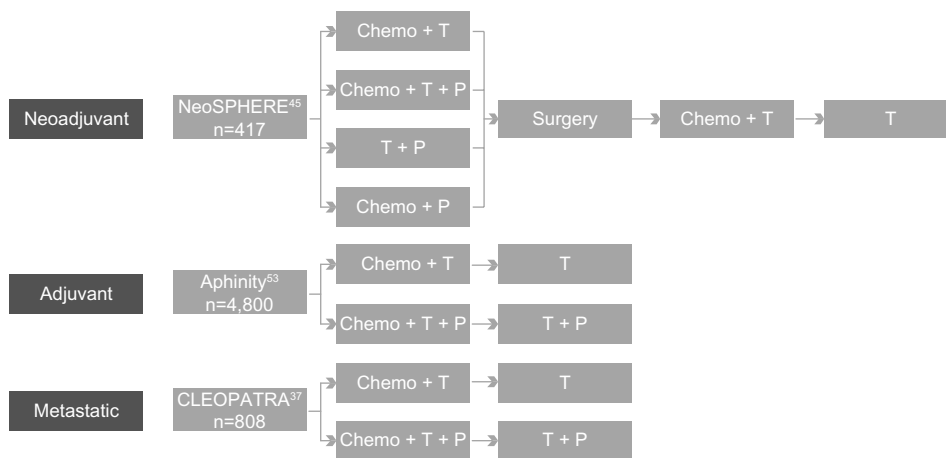 Neoadjuvant
NeoSPHERE⁴⁵
n=417
Chemo + T
Chemo + T + P
T + P
Chemo + P
Surgery
Chemo + T
T
Adjuvant
Aphinity⁵³
n=4,800
Chemo + T
T
Chemo + T + P
T + P
Metastatic
CLEOPATRA³⁷
n=808
Chemo + T
T
Chemo + T + P
T + P